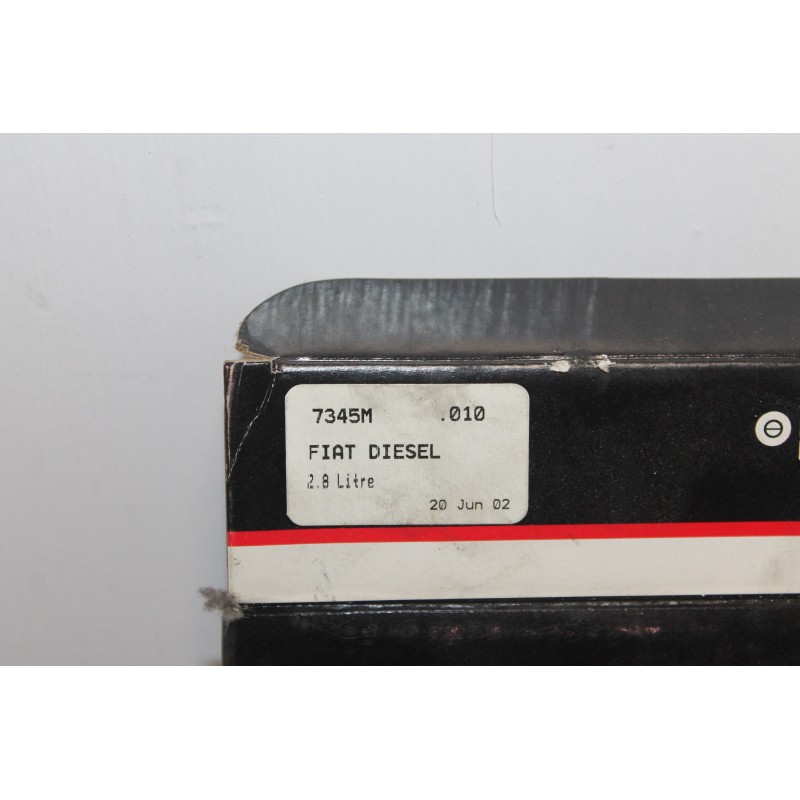 7345M .010
FIAT DIESEL
2.8 Litre
20 Jun 02